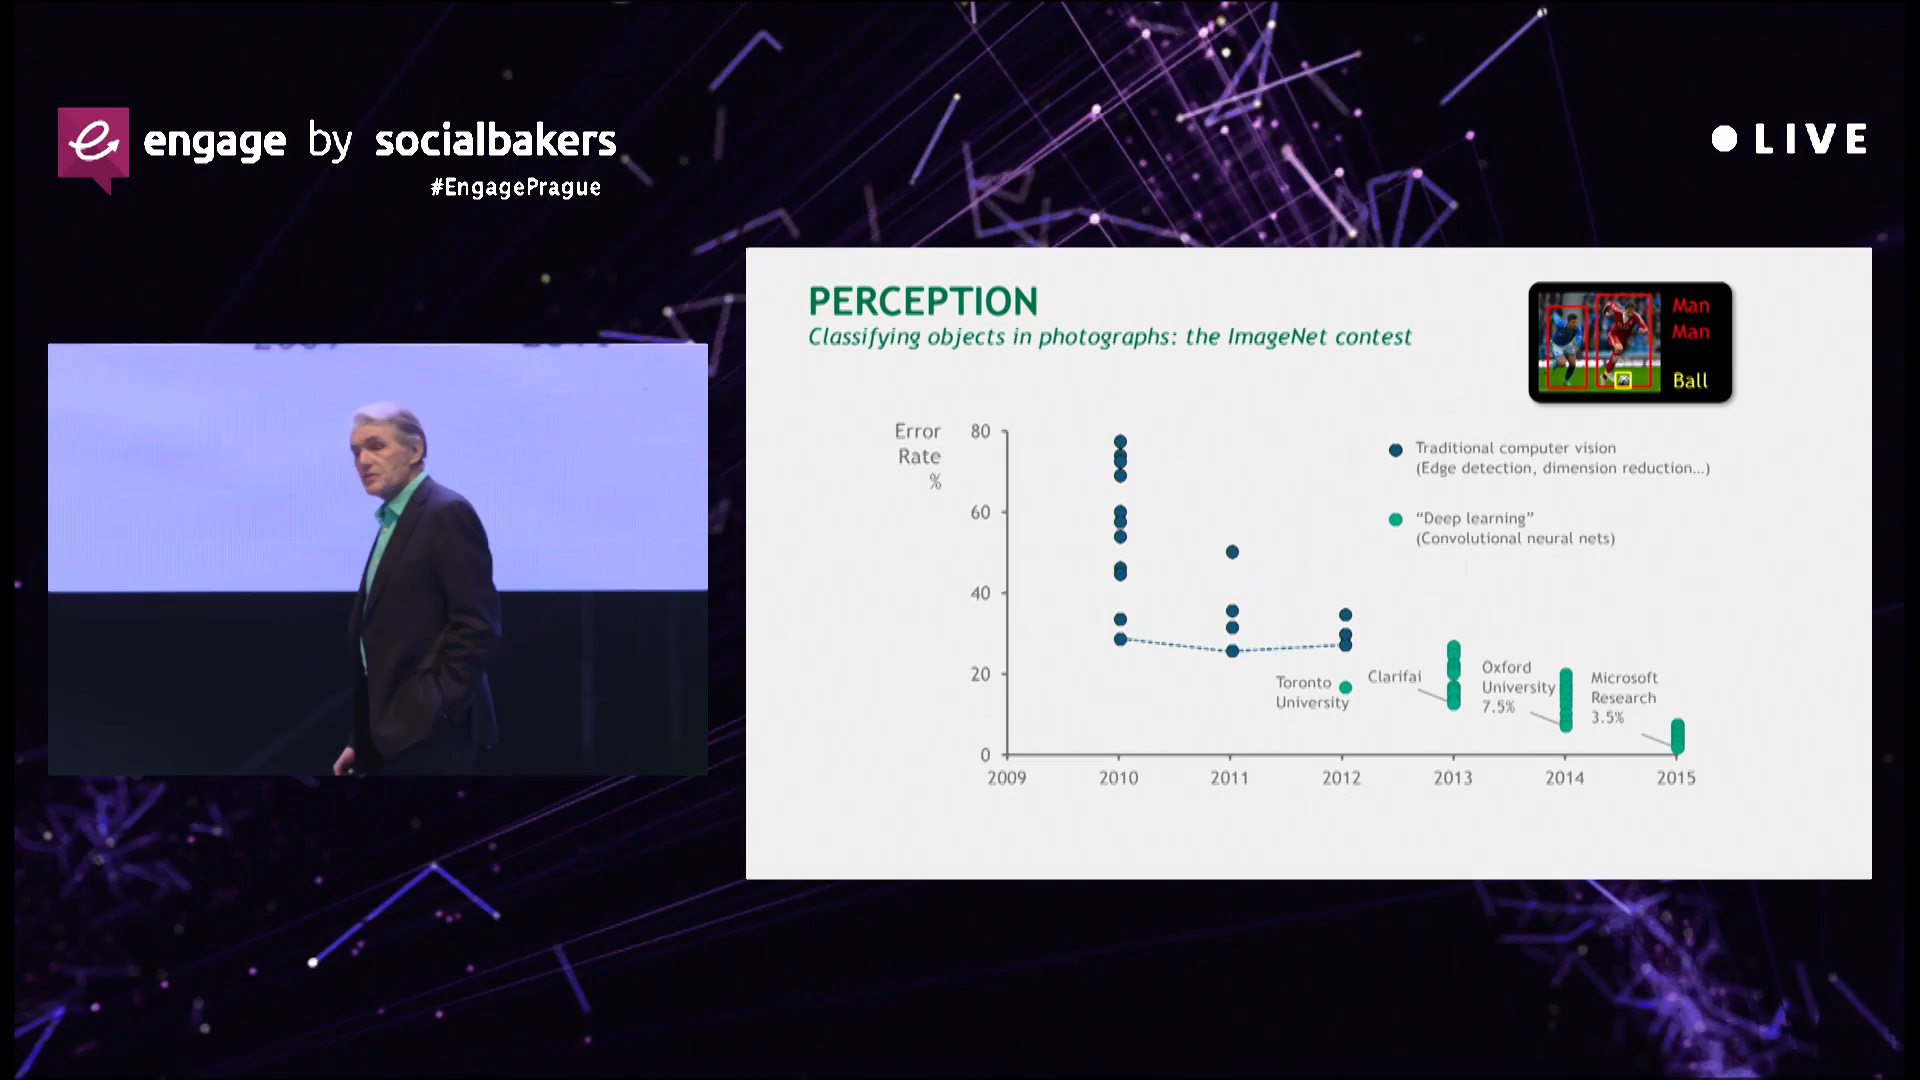 engage by socialbakers
#EngagePrague
LIVE
PERCEPTION
Classifying objects in photographs: the ImageNet contest
Man
Man
Ball
Error
Rate
%
80
60
40
20
0
Traditional computer vision
(Edge detection, dimension reduction...)
“Deep learning”
(Convolutional neural nets)
Toronto
University
Clarifai
Oxford
University
7.5%
Microsoft
Research
3.5%
2009 2010 2011 2012 2013 2014 2015